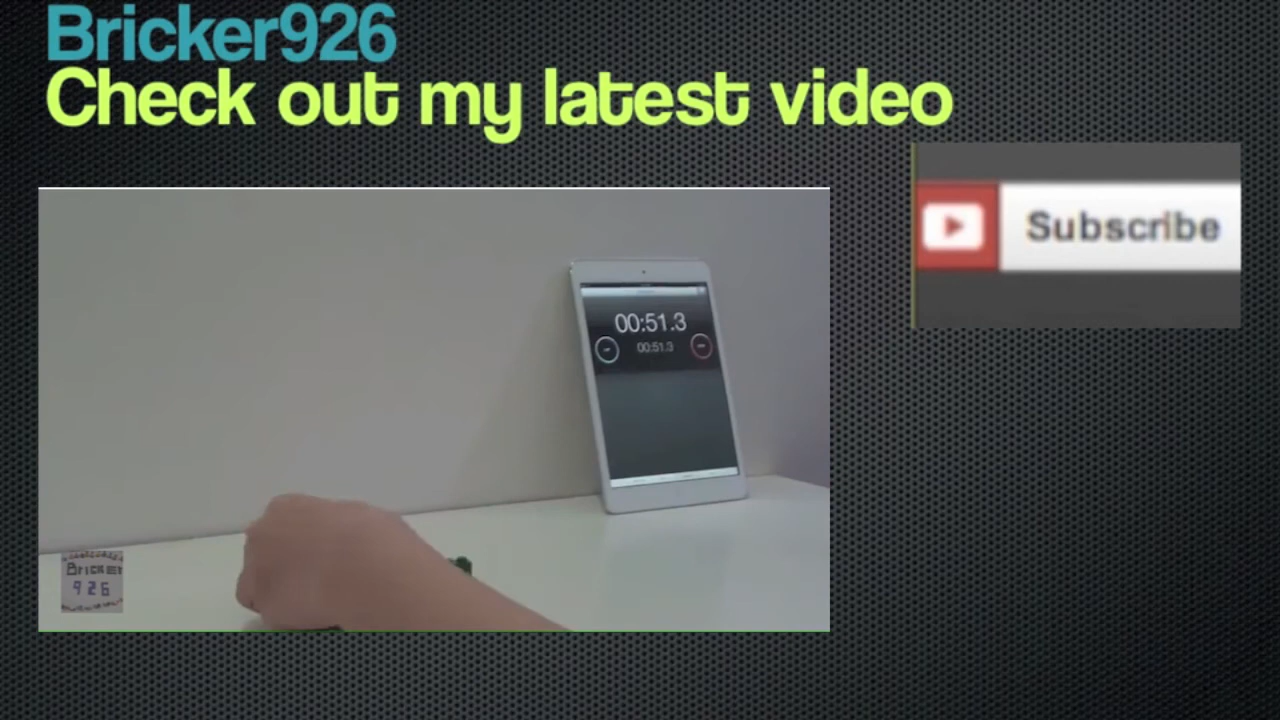 Bricker926
Check out my latest video
Subscribe
00:51.3
00:51.3
Bricker
926